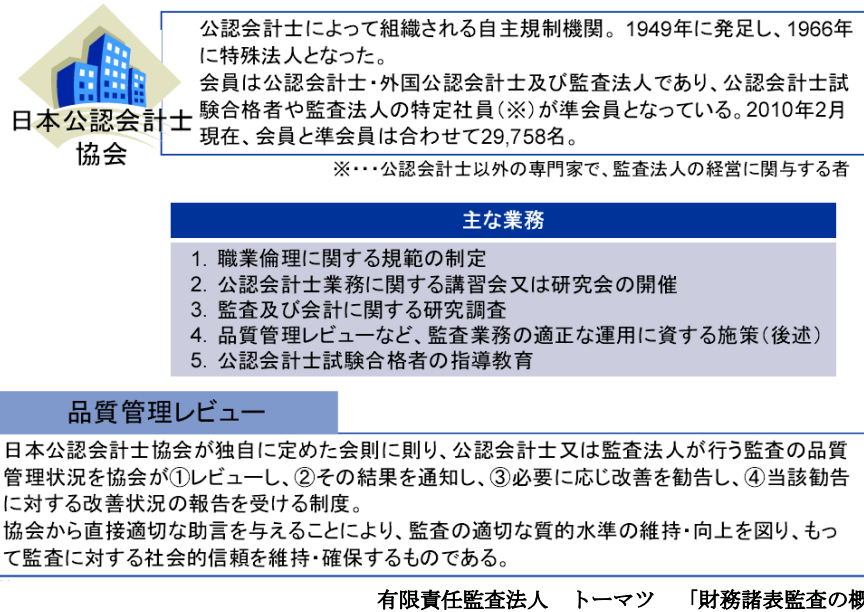 公認会計士によって組織される自主規制機関。1949年に発足し、1966年
に特殊法人となった。
会員は公認会計士・外国公認会計士及び監査法人であり、公認会計士試
験合格者や監査法人の特定社員(※)が準会員となっている。2010年2月
現在、会員と準会員は合わせて29,758名。
日本公認会計士
協会
※・・・公認会計士以外の専門家で、監査法人の経営に関与する者
主な業務
1. 職業倫理に関する規範の制定
2. 公認会計士業務に関する講習会又は研究会の開催
3. 監査及び会計に関する研究調査
4. 品質管理レビューなど、監査業務の適正な運用に資する施策(後述)
5. 公認会計士試験合格者の指導教育
品質管理レビュー
日本公認会計士協会が独自に定めた会則に則り、公認会計士又は監査法人が行う監査の品質
管理状況を協会が①レビューし、②その結果を通知し、③必要に応じ改善を勧告し、④当該勧告
に対する改善状況の報告を受ける制度。
協会から直接適切な助言を与えることにより、監査の適切な質的水準の維持・向上を図り、もっ
て監査に対する社会的信頼を維持・確保するものである。
有限責任監査法人 トーマツ 「財務諸表監査の概